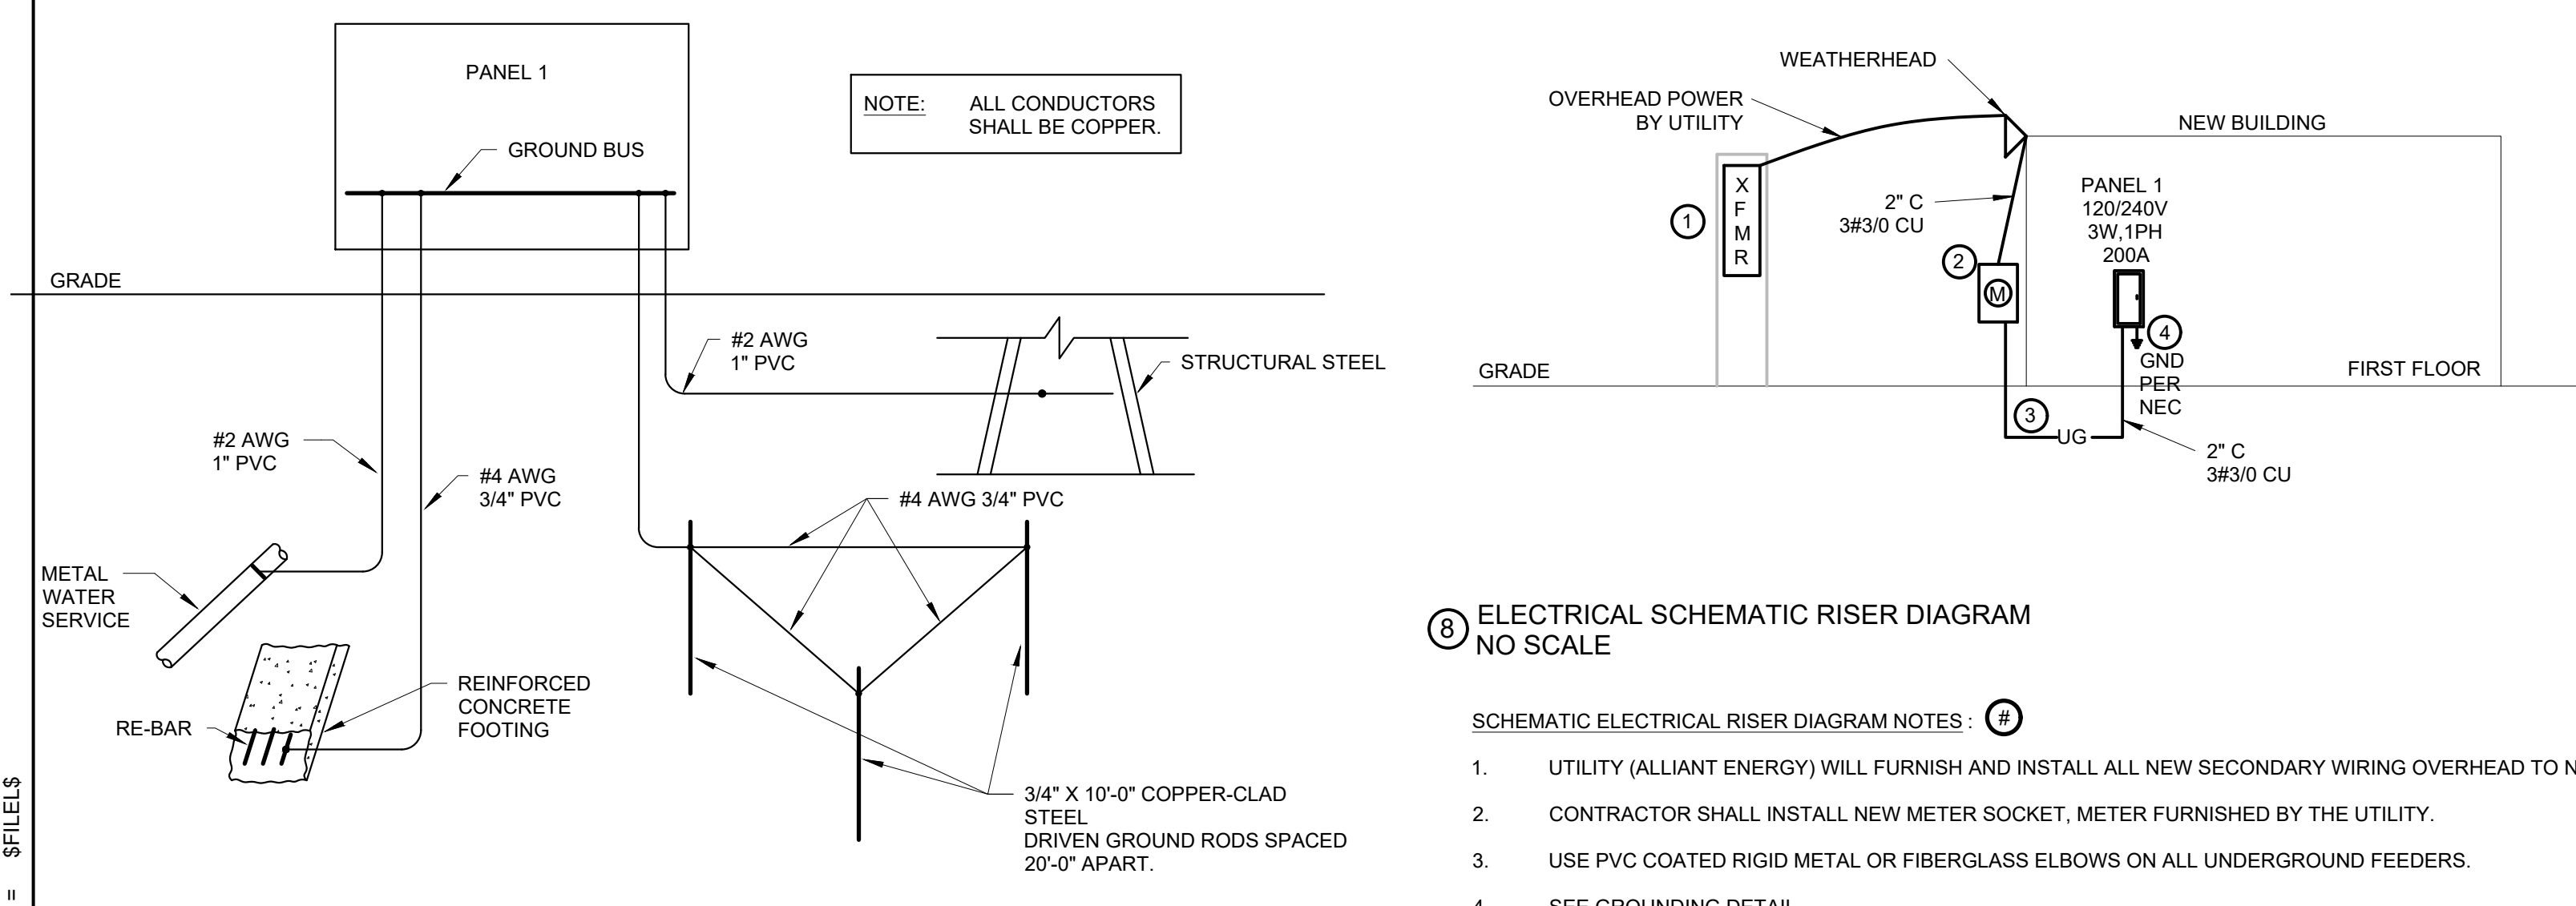 PANEL 1
GROUND BUS
NOTE: ALL CONDUCTORS
SHALL BE COPPER.
GRADE
#2 AWG
1" PVC
STRUCTURAL STEEL
#2 AWG
1" PVC
#4 AWG
3/4" PVC
#4 AWG 3/4" PVC
METAL
WATER
SERVICE
RE-BAR
REINFORCED
CONCRETE
FOOTING
3/4" X 10'-0" COPPER-CLAD
STEEL
DRIVEN GROUND RODS SPACED
20'-0" APART.
$FILEL$
=
WEATHERHEAD
OVERHEAD POWER
BY UTILITY
NEW BUILDING
X
F
M
R
1
2" C
3#3/0 CU
2
M
PANEL 1
120/240V
3W,1PH
200A
4
GND
PER
NEC
GRADE
FIRST FLOOR
3
UG
2" C
3#3/0 CU
8 ELECTRICAL SCHEMATIC RISER DIAGRAM
NO SCALE
SCHEMATIC ELECTRICAL RISER DIAGRAM NOTES : #
1. UTILITY (ALLIANT ENERGY) WILL FURNISH AND INSTALL ALL NEW SECONDARY WIRING OVERHEAD TO N
2. CONTRACTOR SHALL INSTALL NEW METER SOCKET, METER FURNISHED BY THE UTILITY.
3. USE PVC COATED RIGID METAL OR FIBERGLASS ELBOWS ON ALL UNDERGROUND FEEDERS.
4. SEE GROUNDING DETAIL